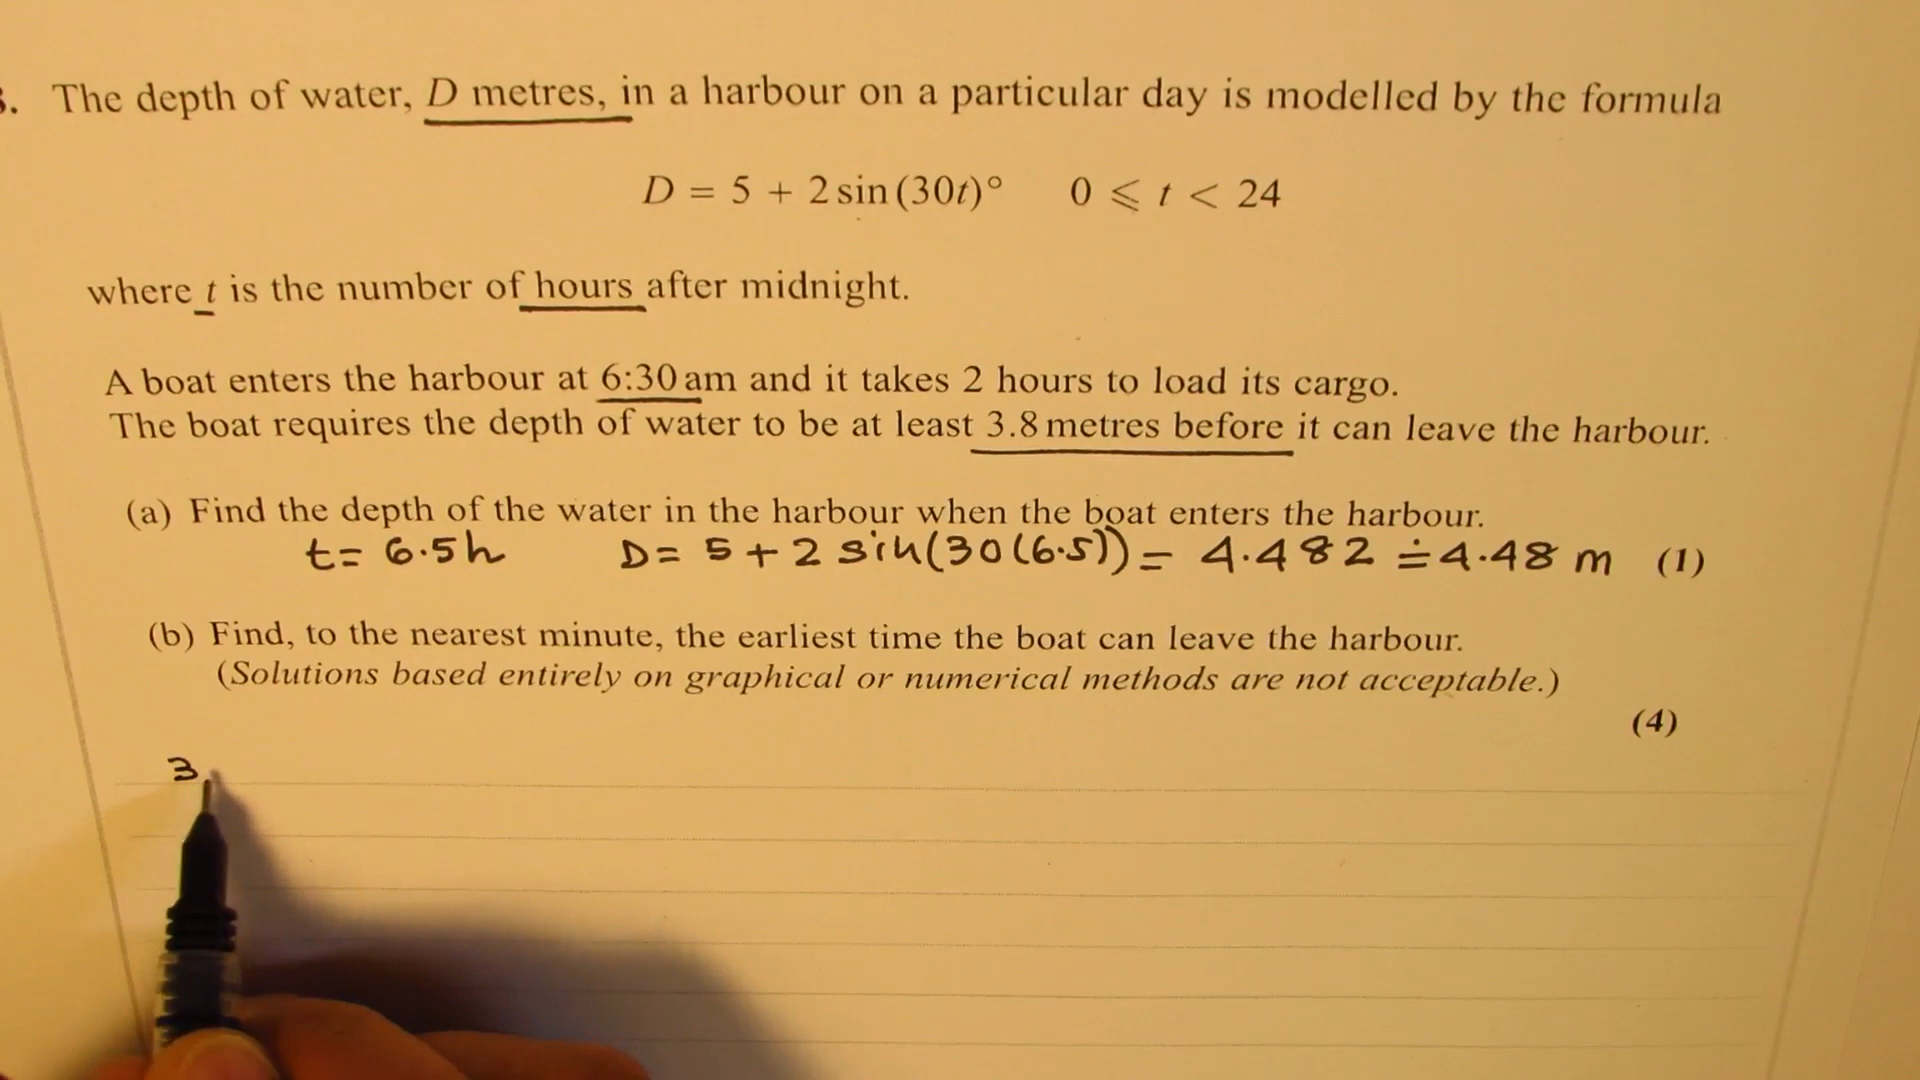 3. The depth of water, D metres, in a harbour on a particular day is modelled by the formula
D = 5 + 2 sin (30t)° 0 ⩽ t < 24
where t is the number of hours after midnight.
A boat enters the harbour at 6:30 am and it takes 2 hours to load its cargo.
The boat requires the depth of water to be at least 3.8 metres before it can leave the harbour.
(a) Find the depth of the water in the harbour when the boat enters the harbour.
t = 6.5h D = 5 + 2 sin(30(6.5)) = 4.482 ≐ 4.48 m (1)
(b) Find, to the nearest minute, the earliest time the boat can leave the harbour.
(Solutions based entirely on graphical or numerical methods are not acceptable.)
(4)
3.